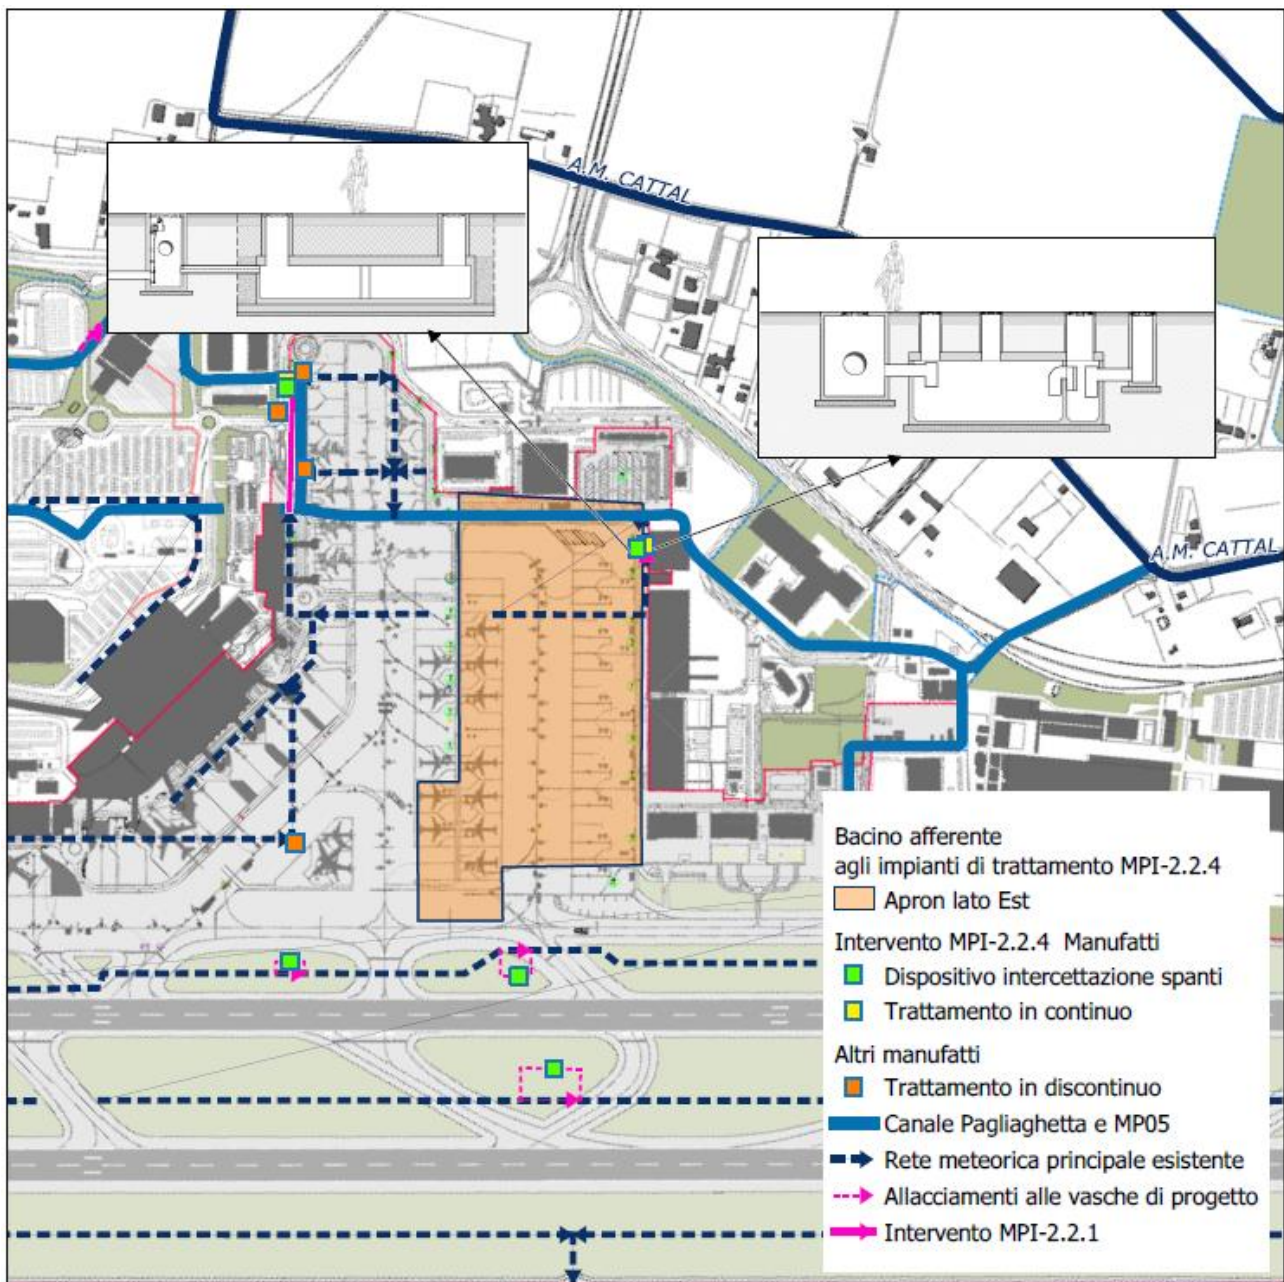 A.M. CATTAL
A.M. CATTAL
Bacino afferente
agli impianti di trattamento MPI-2.2.4
Apron lato Est
Intervento MPI-2.2.4 Manufatti
Dispositivo intercettazione spanti
Trattamento in continuo
Altri manufatti
Trattamento in discontinuo
Canale Pagliaghetta e MP05
Rete meteorica principale esistente
Allacciamenti alle vasche di progetto
Intervento MPI-2.2.1